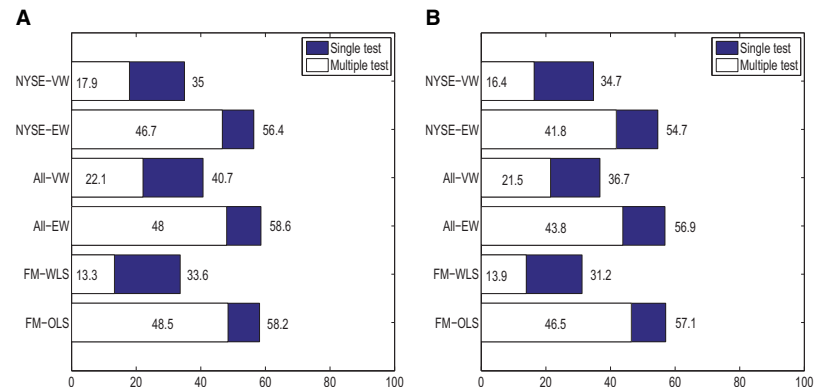 A
Single test
Multiple test
NYSE−VW 17.9 35
NYSE−EW 46.7 56.4
All−VW 22.1 40.7
All−EW 48 58.6
FM−WLS 13.3 33.6
FM−OLS 48.5 58.2
0 20 40 60 80 100
B
Single test
Multiple test
NYSE−VW 16.4 34.7
NYSE−EW 41.8 54.7
All−VW 21.5 36.7
All−EW 43.8 56.9
FM−WLS 13.9 31.2
FM−OLS 46.5 57.1
0 20 40 60 80 100